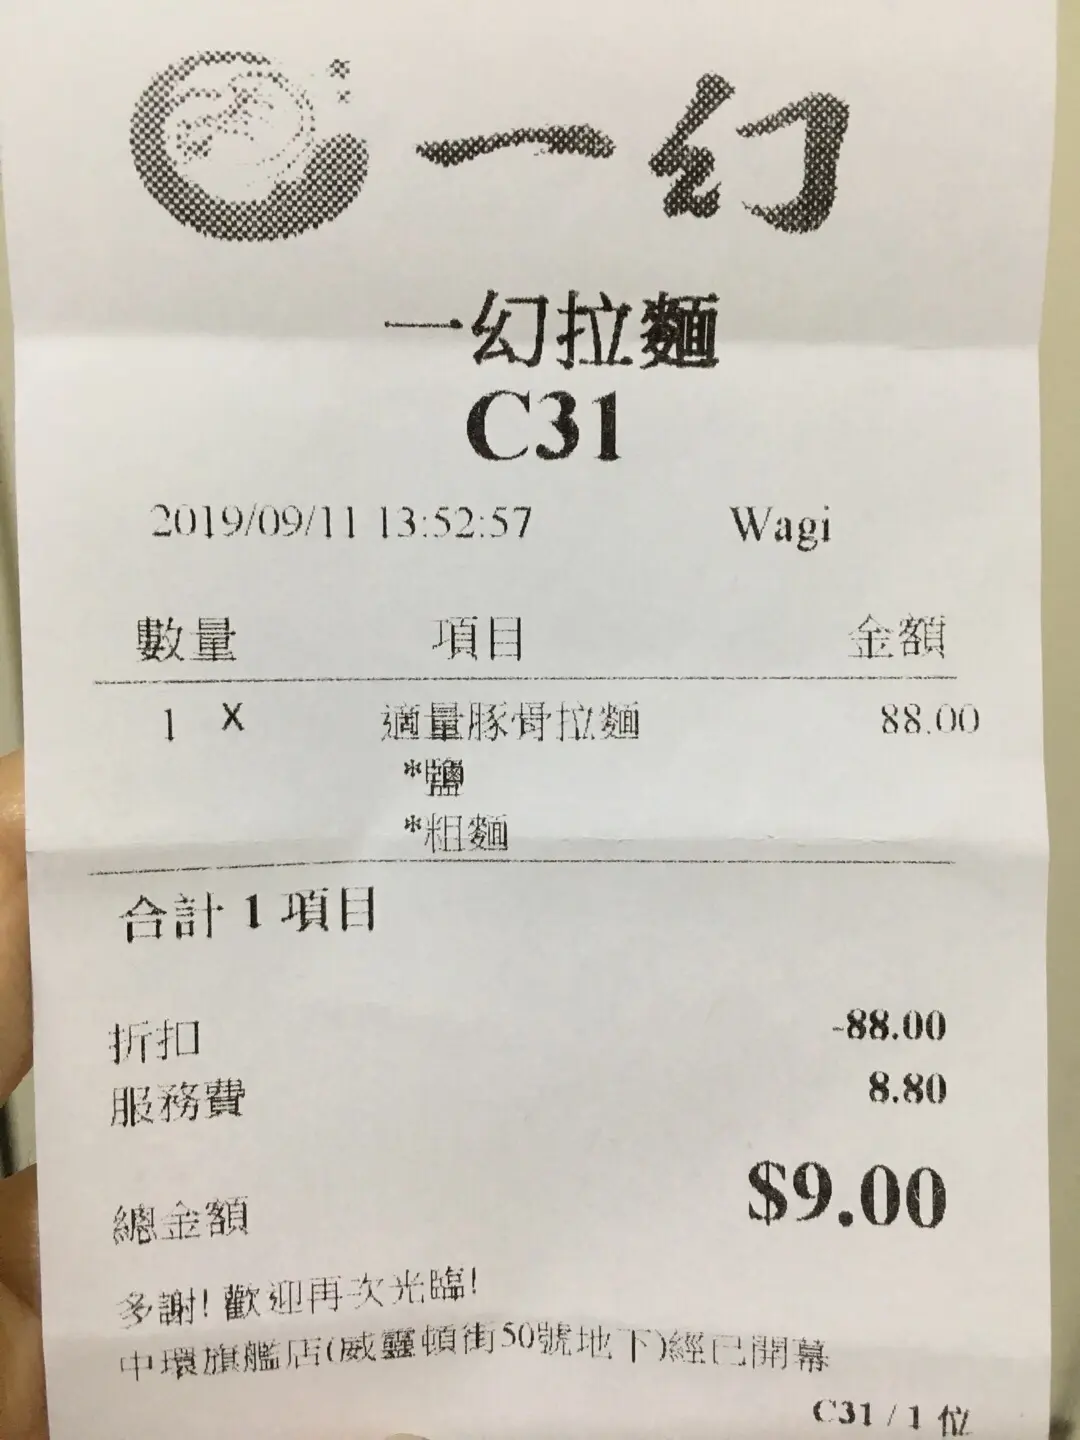 一幻
一幻拉麵
C31
2019/09/11 13:52:57 Wagi
數量 項目 金額
1 X 適量豚骨拉麵 88.00
*鹽
*粗麵
合計 1 項目
折扣 -88.00
服務費 8.80
總金額 $9.00
多謝! 歡迎再次光臨!
中環旗艦店(威靈頓街50號地下)經已開幕
C31 / 1 位